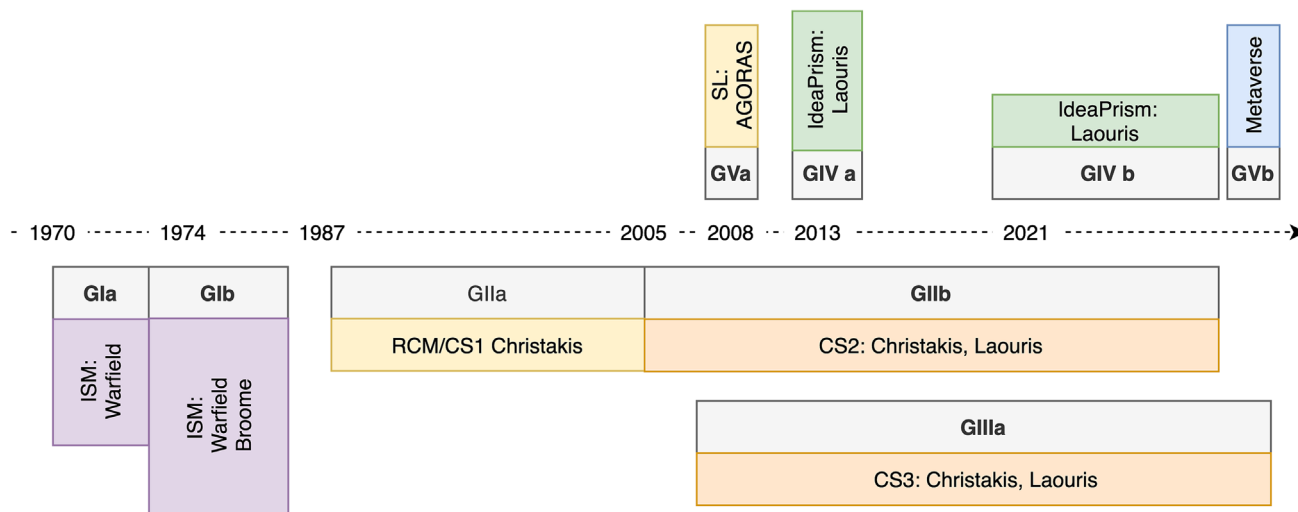 SL:
AGORAS
IdeaPrism:
Laouris
IdeaPrism:
Laouris
Metaverse
GVa
GIV a
GIV b
GVb
1970
1974
1987
2005
2008
2013
2021
GIa
GIb
GIIa
GIIb
ISM:
Warfield
ISM:
Warfield
Broome
RCM/CS1 Christakis
CS2: Christakis, Laouris
GIIIa
CS3: Christakis, Laouris